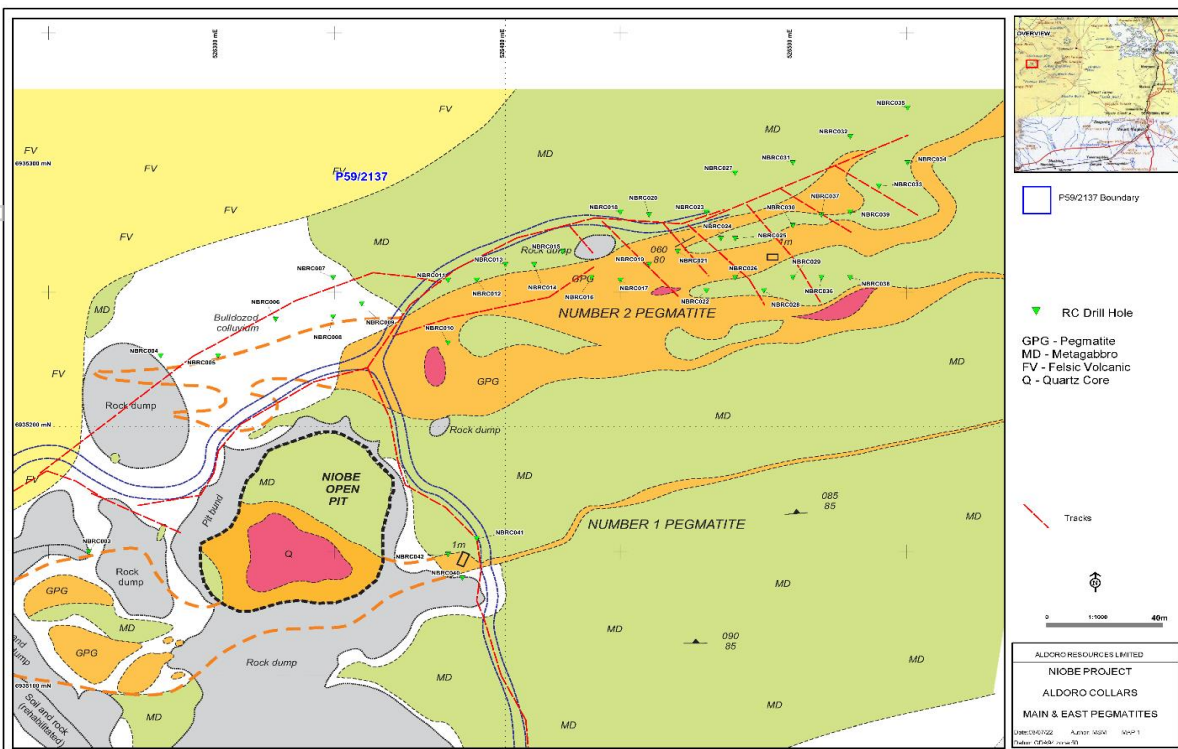 526300 mE
526400 mE
526500 mE
OVERVIEW
NBRC035
FV
FV
MD
NBRC032
FV
MD
6935300 mN
NBRC031
NBRC034
P59/2137
NBRC027
NBRC033
FV
NBRC020
NBRC037
NBRC018
NBRC023
NBRC030
NBRC039
FV
MD
NBRC024
NBRC025
1m
Rock dump
NBRC015
060
80
NBRC013
NBRC019
NBRC021
NBRC007
NBRC011
GPG
NBRC026
NBRC029
NBRC012
NBRC014
NBRC016
NBRC017
NBRC022
NBRC036
NBRC038
NBRC006
MD
NBRC028
Bulldozed
colluvium
NBRC009
NBRC010
NUMBER 2 PEGMATITE
NBRC008
NBRC004
NBRC005
MD
FV
GPG
Rock dump
MD
6935200 mN
Rock dump
MD
FV
MD
NIOBE
OPEN
PIT
Pit bund
085
85
MD
NUMBER 1 PEGMATITE
NBRC041
1m
NBRC042
Q
MD
Rock
dump
NBRC040
GPG
MD
MD
090
85
GPG
Rock dump
MD
6935100 mN
Soil and rock
(rehabilitated)
MD
MD
P59/2137 Boundary
RC Drill Hole
GPG - Pegmatite
MD - Metagabbro
FV - Felsic Volcanic
Q - Quartz Core
Tracks
N
0 1:1000 40m
ALDORO RESOURCES LIMITED
NIOBE PROJECT
ALDORO COLLARS
MAIN & EAST PEGMATITES
MAP 1